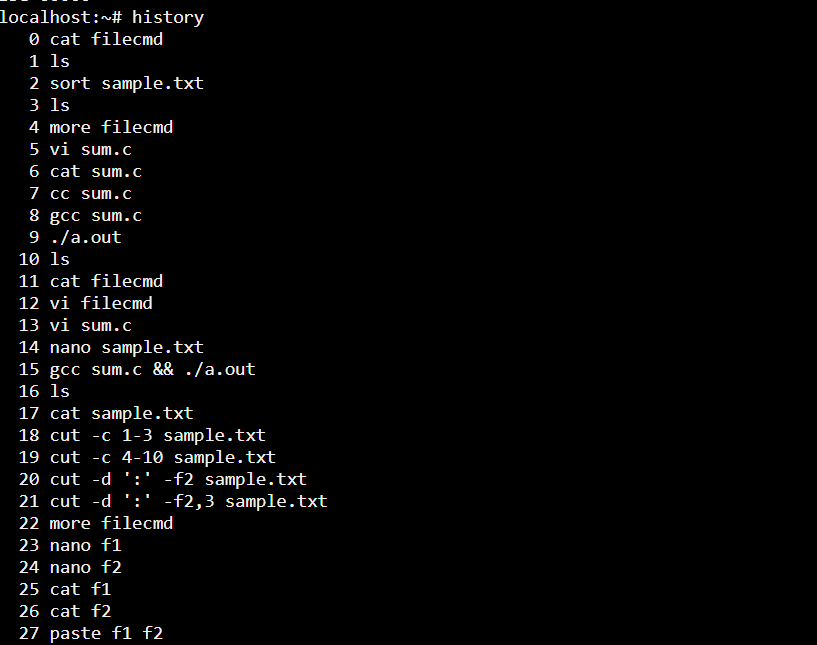 localhost:~# history
0 cat filecmd
1 ls
2 sort sample.txt
3 ls
4 more filecmd
5 vi sum.c
6 cat sum.c
7 cc sum.c
8 gcc sum.c
9 ./a.out
10 ls
11 cat filecmd
12 vi filecmd
13 vi sum.c
14 nano sample.txt
15 gcc sum.c && ./a.out
16 ls
17 cat sample.txt
18 cut -c 1-3 sample.txt
19 cut -c 4-10 sample.txt
20 cut -d ':' -f2 sample.txt
21 cut -d ':' -f2,3 sample.txt
22 more filecmd
23 nano f1
24 nano f2
25 cat f1
26 cat f2
27 paste f1 f2